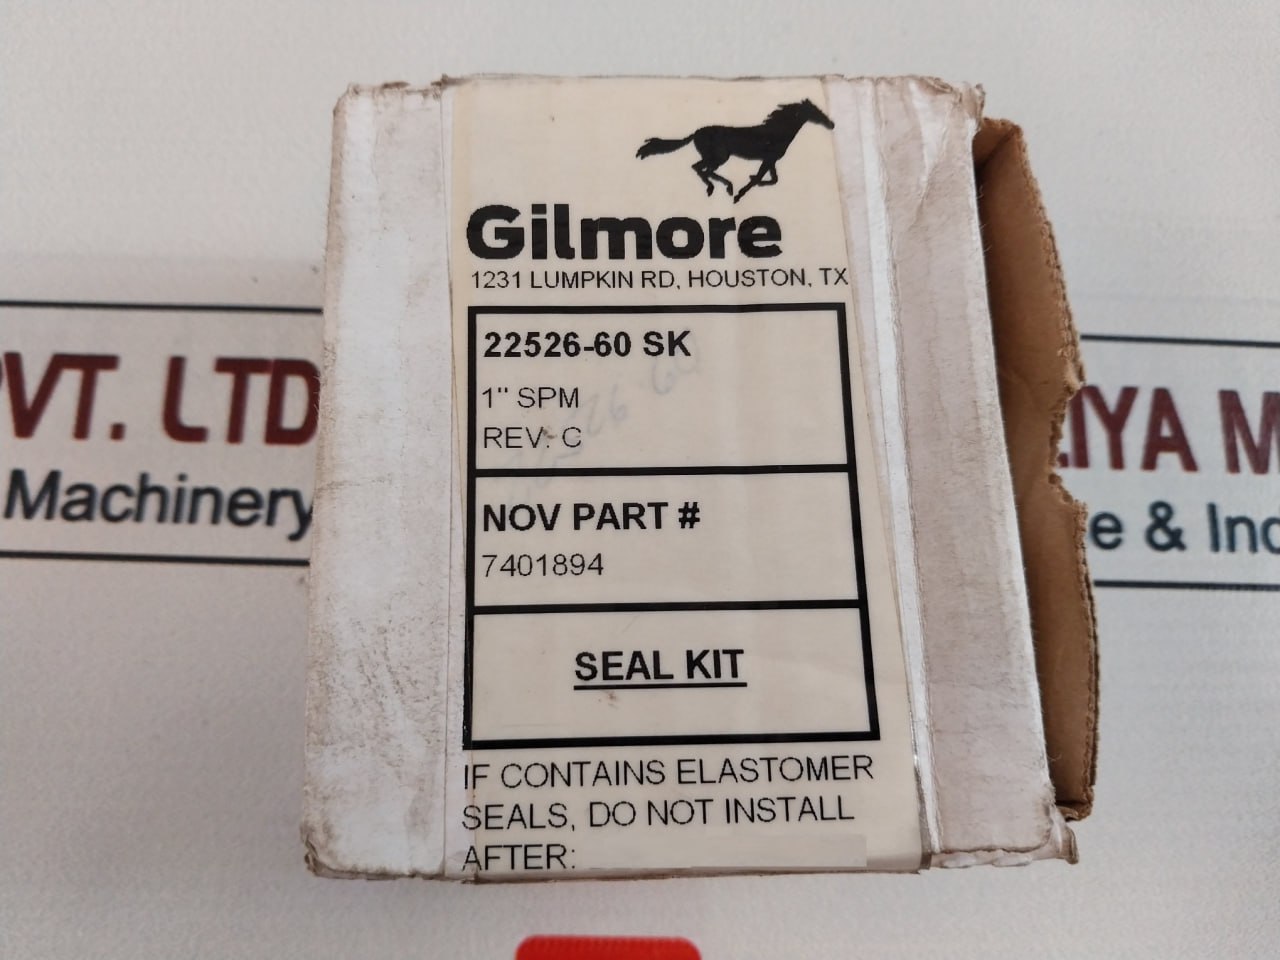 Gilmore
1231 LUMPKIN RD, HOUSTON, TX
22526-60 SK
1" SPM
REV: C
NOV PART #
7401894
SEAL KIT
IF CONTAINS ELASTOMER
SEALS, DO NOT INSTALL
AFTER:
PVT. LTD
Machinery
LIYA M
e & Ind